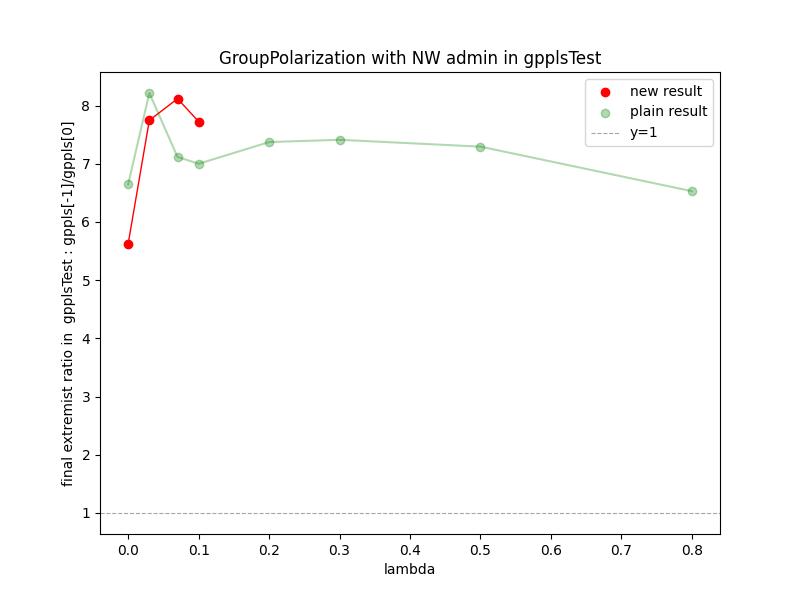 GroupPolarization with NW admin in gpplsTest
new result
plain result
y=1
final extremist ratio in  gpplsTest : gppls[-1]/gppls[0]
8
7
6
5
4
3
2
1
0.0 0.1 0.2 0.3 0.4 0.5 0.6 0.7 0.8
lambda